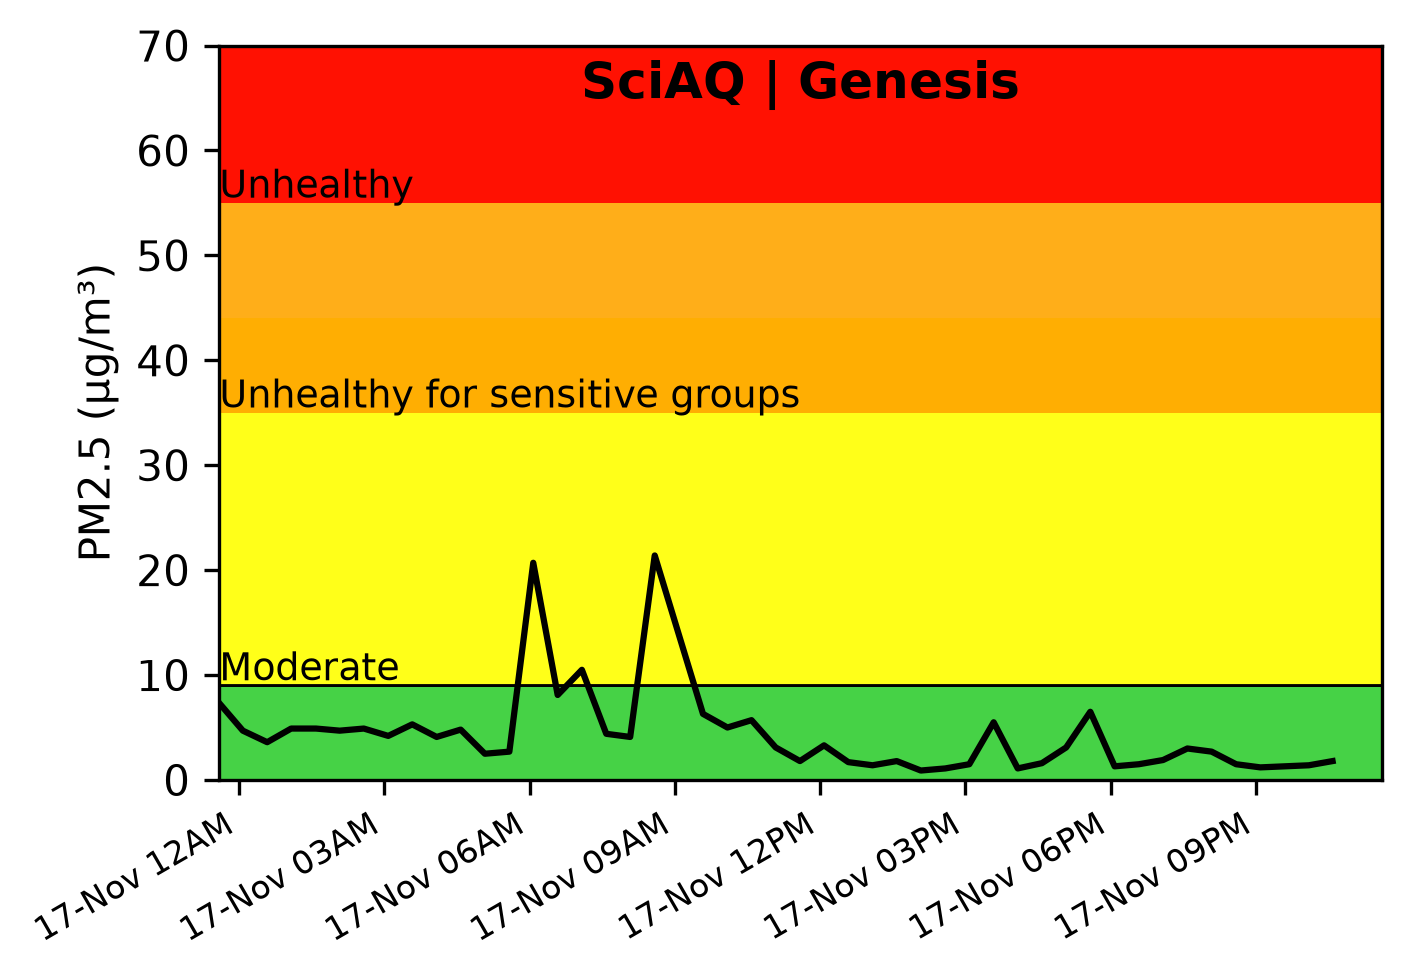 SciAQ | Genesis
70
60
50
40
30
20
10
0
PM2.5 (µg/m³)
Unhealthy
Unhealthy for sensitive groups
Moderate
17-Nov 12AM
17-Nov 03AM
17-Nov 06AM
17-Nov 09AM
17-Nov 12PM
17-Nov 03PM
17-Nov 06PM
17-Nov 09PM